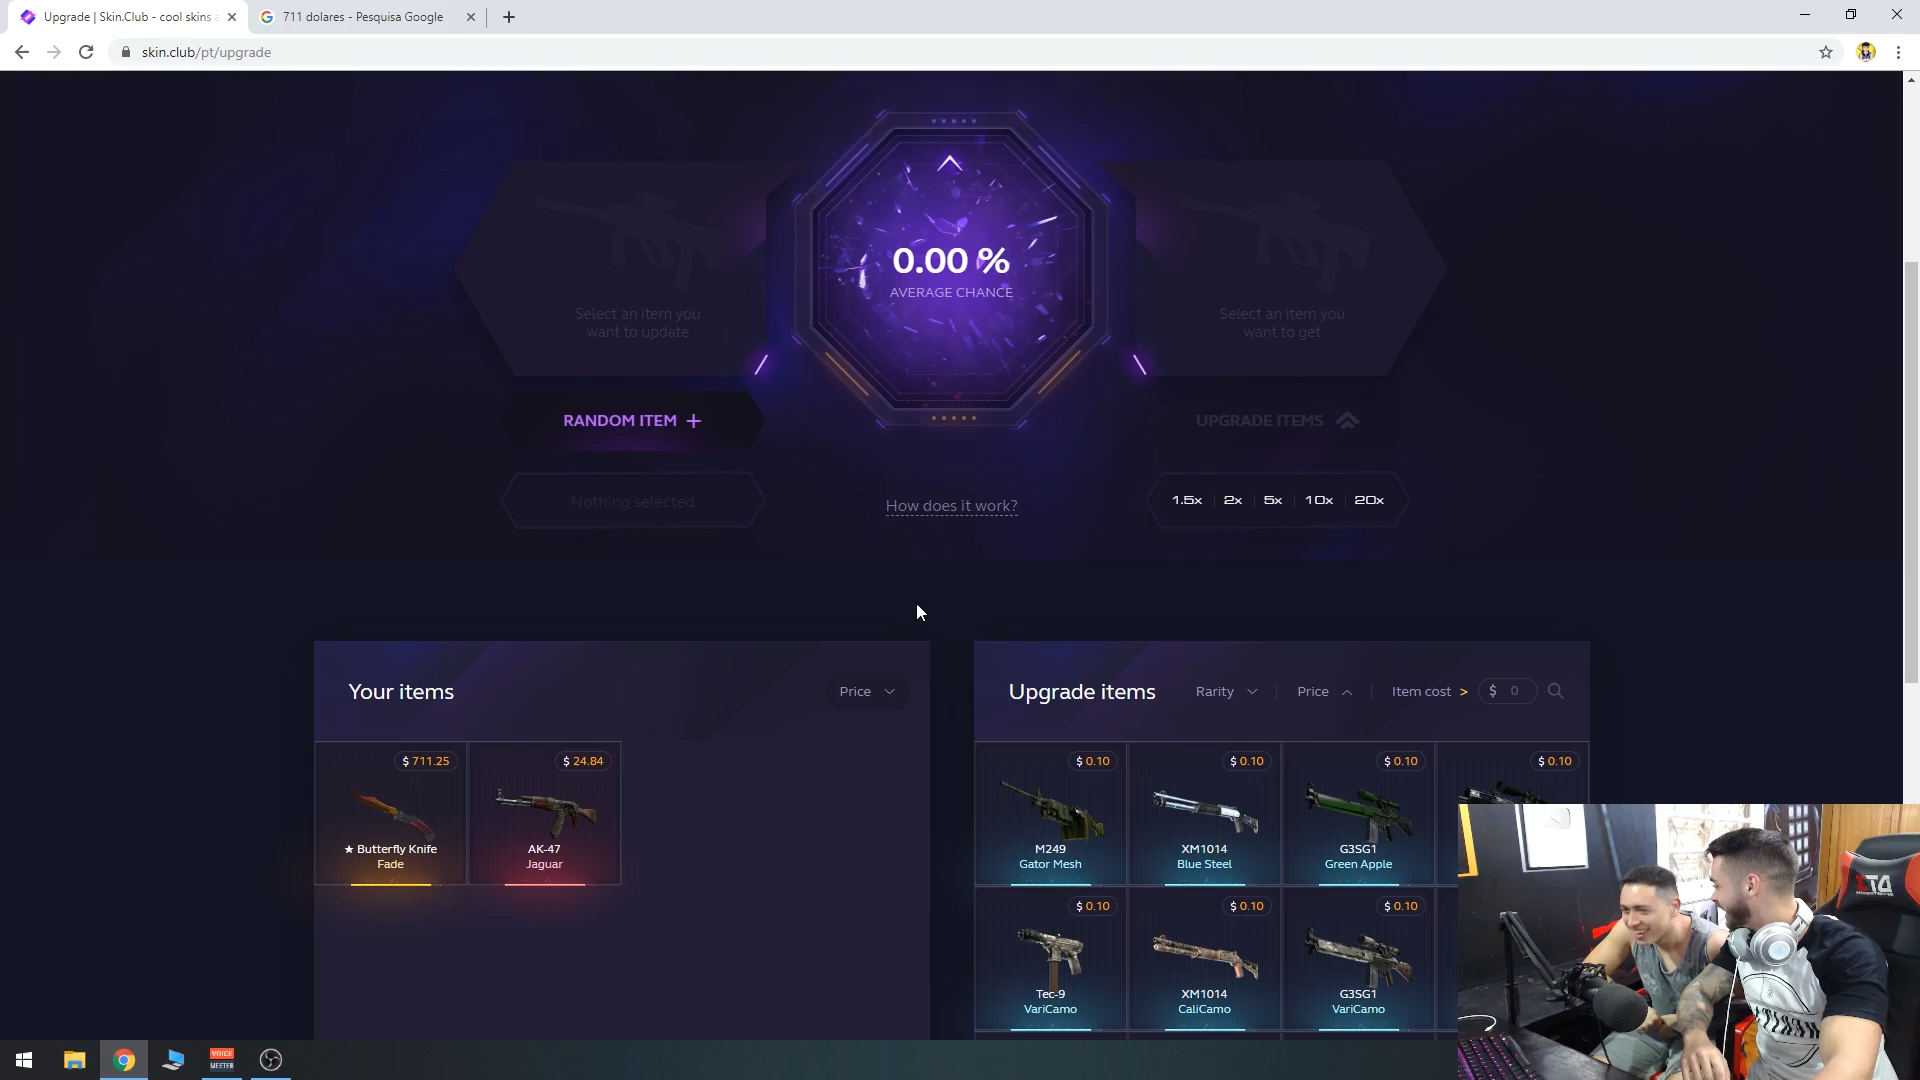 Upgrade | Skin.Club - cool skins a
711 dolares - Pesquisa Google
skin.club/pt/upgrade
0.00 %
AVERAGE CHANCE
Select an item you
want to update
Select an item you
want to get
RANDOM ITEM +
UPGRADE ITEMS
Nothing selected
How does it work?
1.5x 2x 5x 10x 20x
Your items
Price
Upgrade items
Rarity
Price
Item cost >
$ 0
$ 711.25
★ Butterfly Knife
Fade
$ 24.84
AK-47
Jaguar
$ 0.10
M249
Gator Mesh
$ 0.10
XM1014
Blue Steel
$ 0.10
G3SG1
Green Apple
$ 0.10
$ 0.10
Tec-9
VariCamo
$ 0.10
XM1014
CaliCamo
$ 0.10
G3SG1
VariCamo
VOICE
MEETER